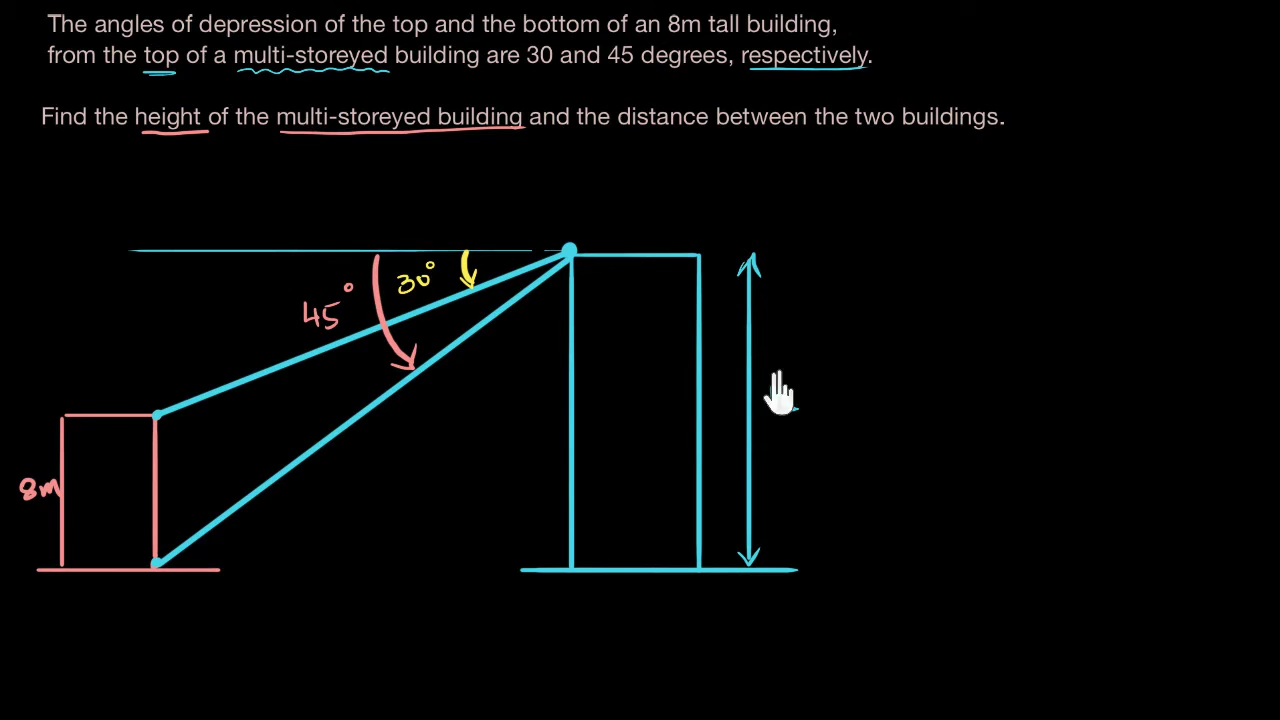 The angles of depression of the top and the bottom of an 8m tall building,
from the top of a multi-storeyed building are 30 and 45 degrees, respectively.
Find the height of the multi-storeyed building and the distance between the two buildings.
30°
45°
8m